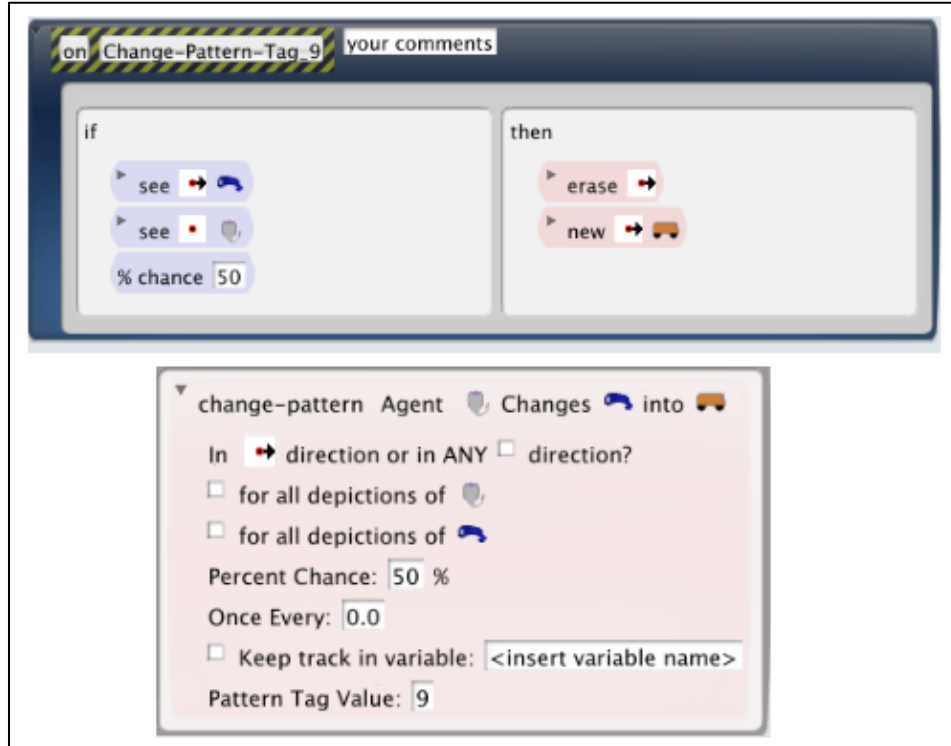 on Change-Pattern-Tag_9 your comments
if
see
see
% chance 50
then
erase
new
change-pattern Agent Changes into
In direction or in ANY direction?
for all depictions of
for all depictions of
Percent Chance: 50 %
Once Every: 0.0
Keep track in variable: <insert variable name>
Pattern Tag Value: 9